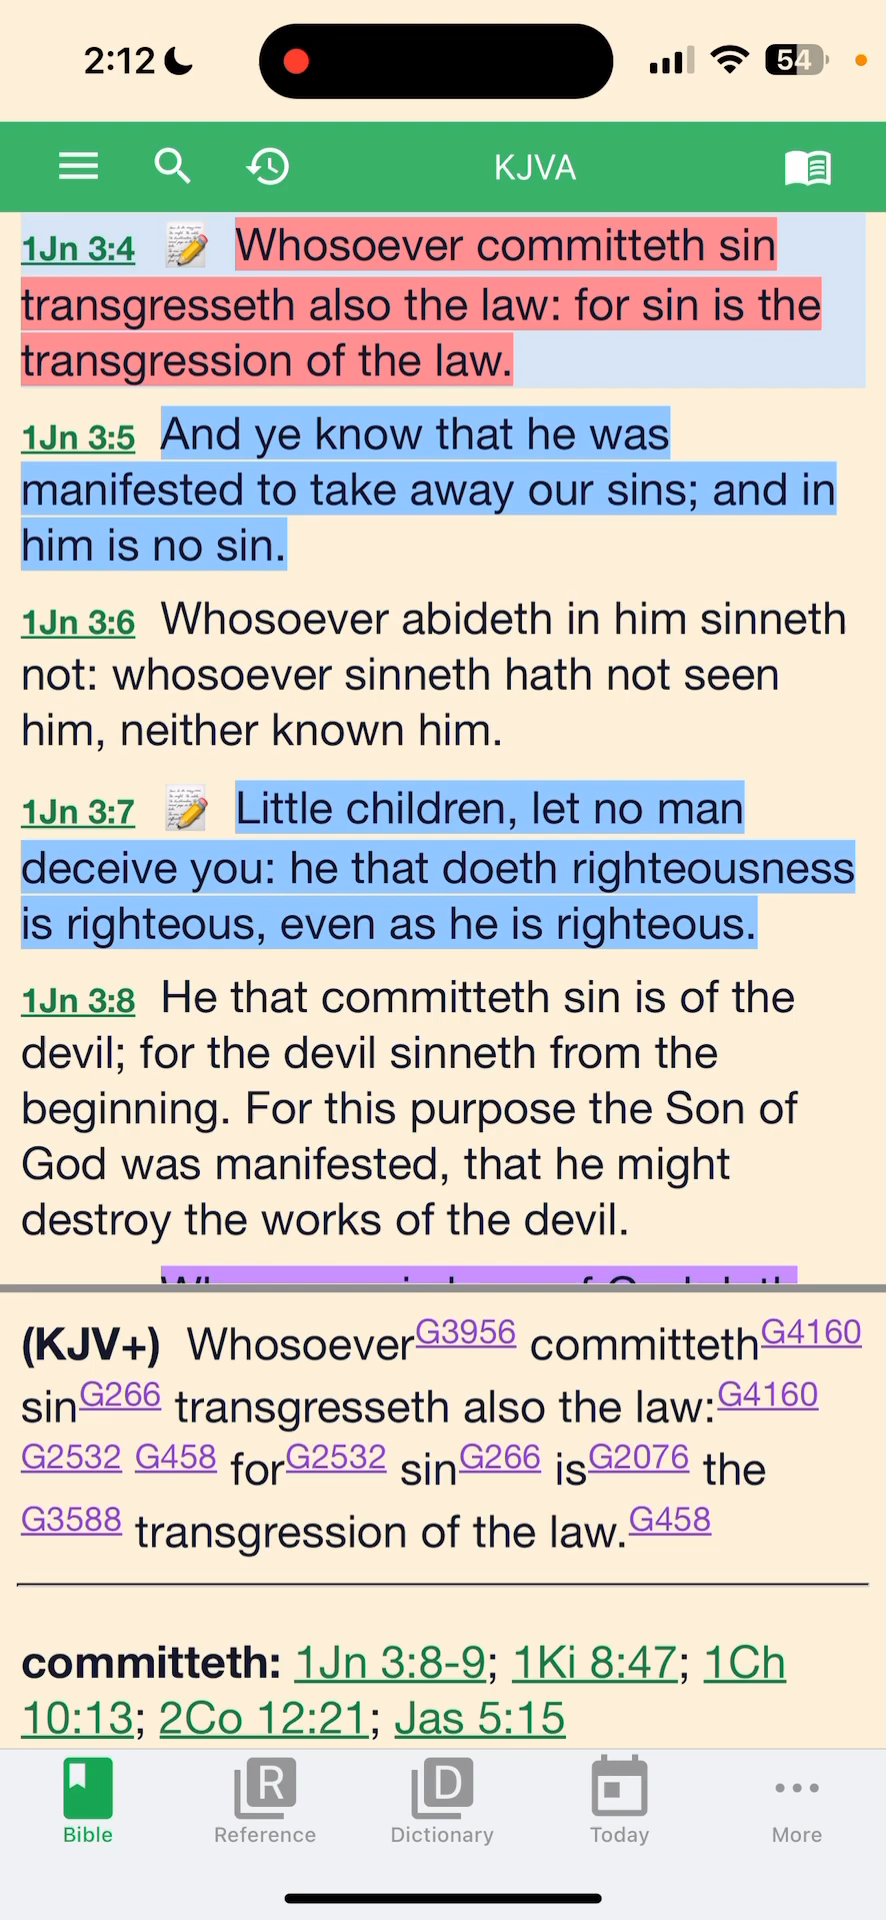 2:12
54
KJVA
1Jn 3:4 Whosoever committeth sin
transgresseth also the law: for sin is the
transgression of the law.
1Jn 3:5 And ye know that he was
manifested to take away our sins; and in
him is no sin.
1Jn 3:6 Whosoever abideth in him sinneth
not: whosoever sinneth hath not seen
him, neither known him.
1Jn 3:7 Little children, let no man
deceive you: he that doeth righteousness
is righteous, even as he is righteous.
1Jn 3:8 He that committeth sin is of the
devil; for the devil sinneth from the
beginning. For this purpose the Son of
God was manifested, that he might
destroy the works of the devil.
(KJV+) WhosoeverG3956 committethG4160
sinG266 transgresseth also the law:G4160
G2532 G458 forG2532 sinG266 isG2076 the
G3588 transgression of the law.G458
committeth: 1Jn 3:8-9; 1Ki 8:47; 1Ch
10:13; 2Co 12:21; Jas 5:15
R D
Bible Reference Dictionary Today More